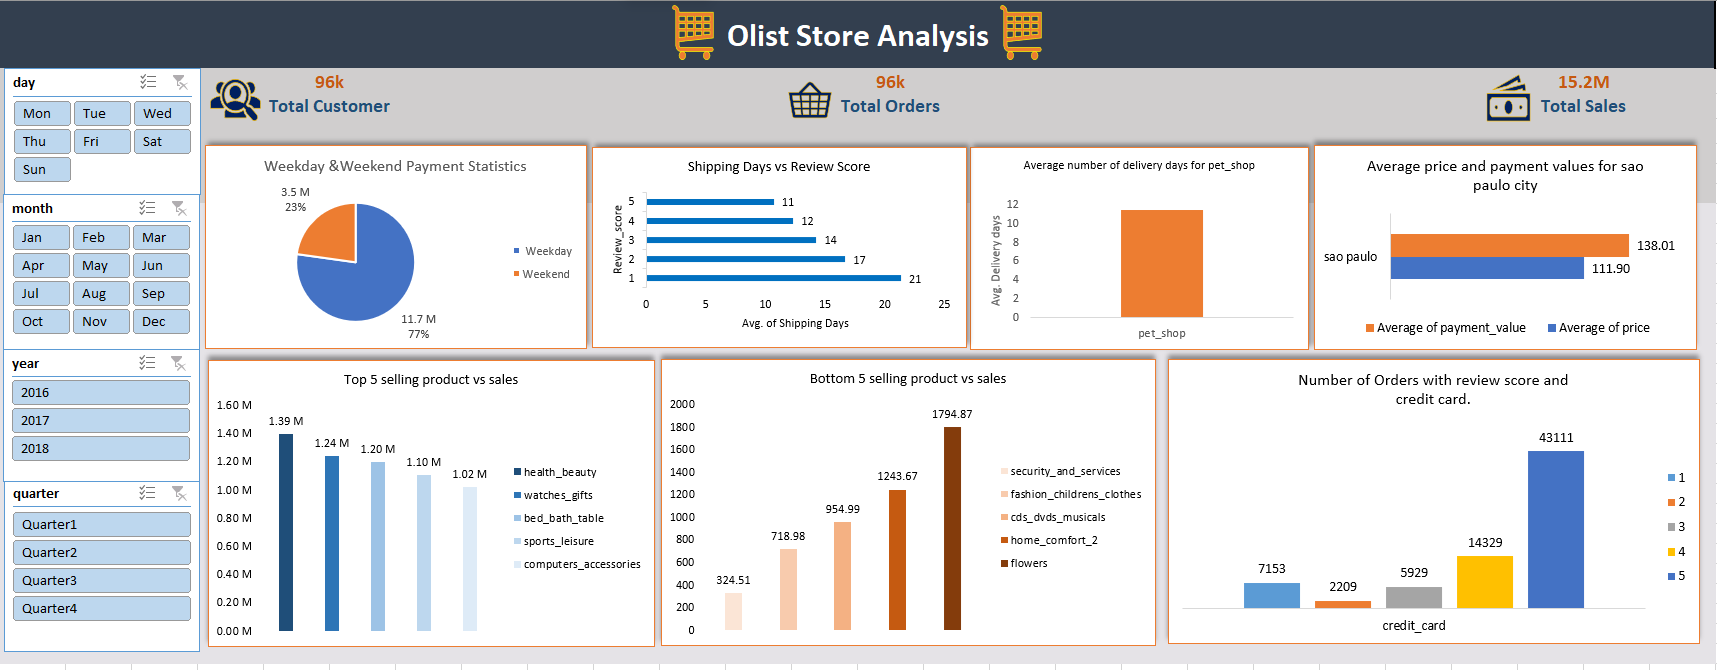 Olist Store Analysis
day
Mon Tue Wed
Thu Fri Sat
Sun
month
Jan Feb Mar
Apr May Jun
Jul Aug Sep
Oct Nov Dec
year
2016
2017
2018
quarter
Quarter1
Quarter2
Quarter3
Quarter4
96k
Total Customer
96k
Total Orders
15.2M
Total Sales
Weekday &Weekend Payment Statistics
3.5 M
23%
11.7 M
77%
Weekday
Weekend
Shipping Days vs Review Score
Review_score
5 11
4 12
3 14
2 17
1 21
0 5 10 15 20 25
Avg. of Shipping Days
Average number of delivery days for pet_shop
Avg. Delivery days
12
10
8
6
4
2
0
pet_shop
Average price and payment values for sao
paulo city
sao paulo
138.01
111.90
Average of payment_value Average of price
Top 5 selling product vs sales
1.60 M
1.40 M
1.20 M
1.00 M
0.80 M
0.60 M
0.40 M
0.20 M
0.00 M
1.39 M
1.24 M
1.20 M
1.10 M
1.02 M
health_beauty
watches_gifts
bed_bath_table
sports_leisure
computers_accessories
Bottom 5 selling product vs sales
2000
1800
1600
1400
1200
1000
800
600
400
200
0
324.51
718.98
954.99
1243.67
1794.87
security_and_services
fashion_childrens_clothes
cds_dvds_musicals
home_comfort_2
flowers
Number of Orders with review score and
credit card.
7153
2209
5929
14329
43111
credit_card
1
2
3
4
5